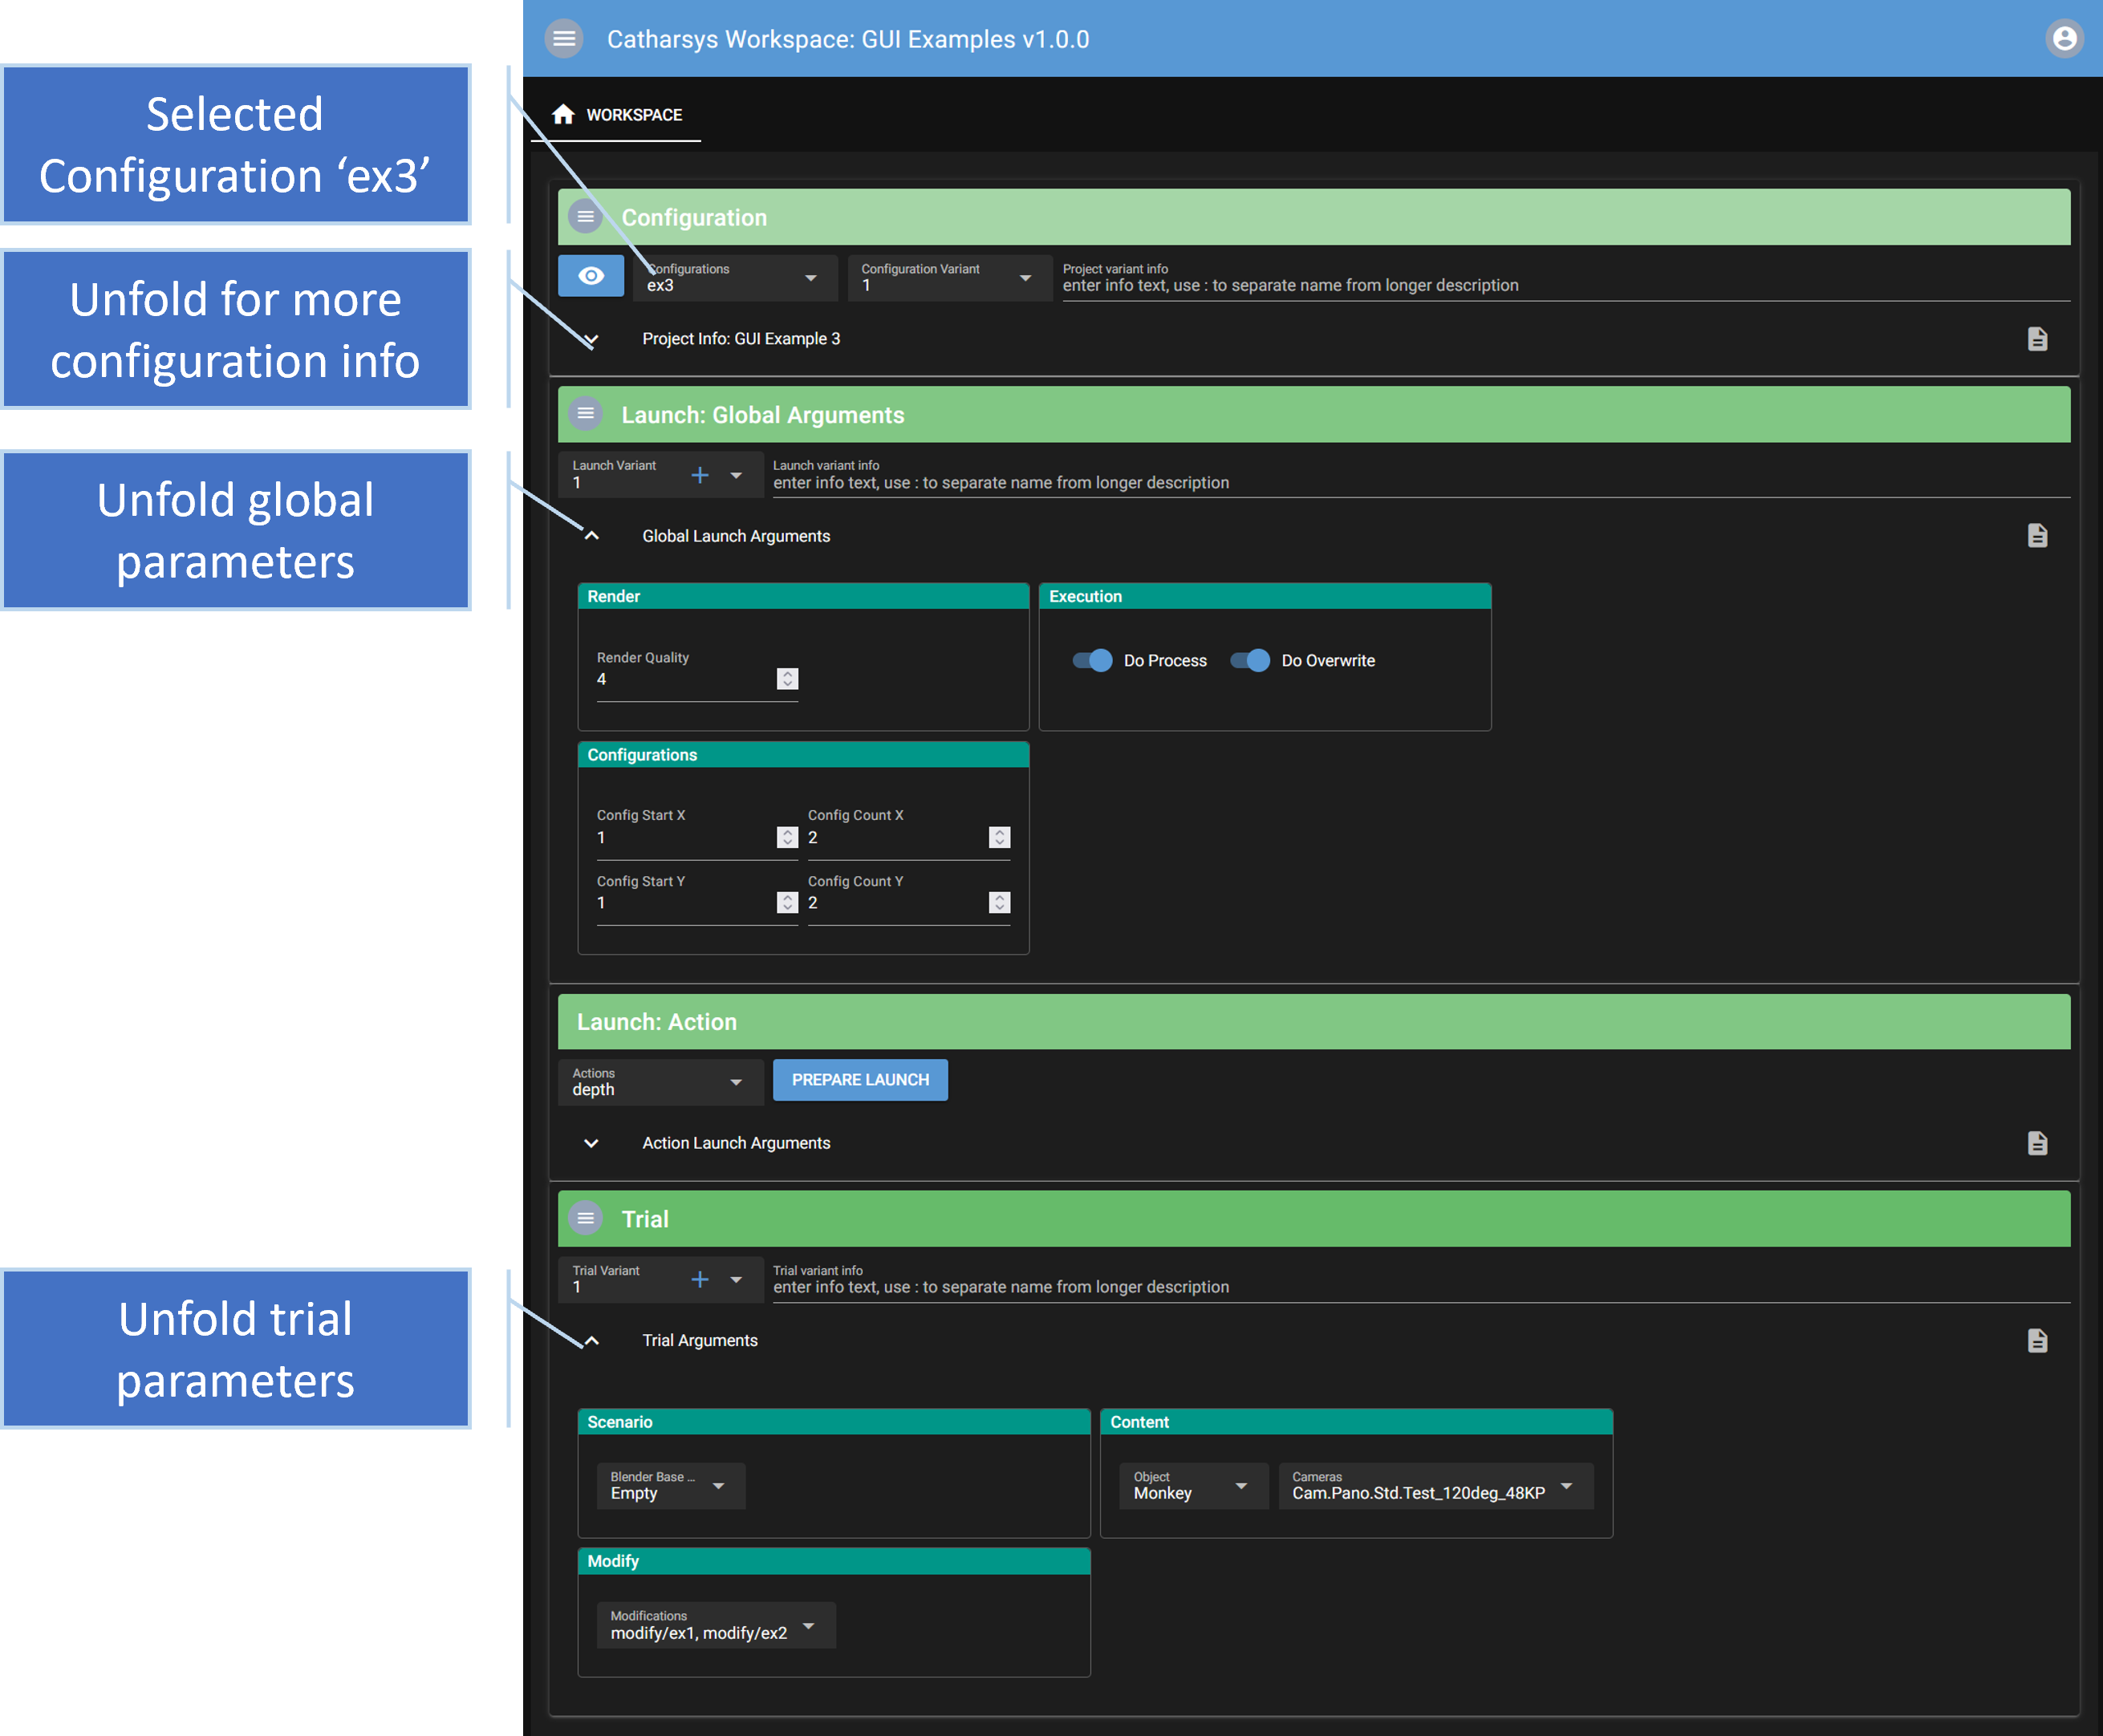 Catharsys Workspace: GUI Examples v1.0.0
WORKSPACE
Selected
Configuration ‘ex3’
Configuration
Configurations
ex3
Configuration Variant
1
Project variant info
enter info text, use : to separate name from longer description
Unfold for more
configuration info
Project Info: GUI Example 3
Launch: Global Arguments
Launch Variant
1
Launch variant info
enter info text, use : to separate name from longer description
Unfold global
parameters
Global Launch Arguments
Render
Render Quality
4
Execution
Do Process
Do Overwrite
Configurations
Config Start X
1
Config Count X
2
Config Start Y
1
Config Count Y
2
Launch: Action
Actions
depth
PREPARE LAUNCH
Action Launch Arguments
Trial
Trial Variant
1
Trial variant info
enter info text, use : to separate name from longer description
Unfold trial
parameters
Trial Arguments
Scenario
Blender Base ...
Empty
Content
Object
Monkey
Cameras
Cam.Pano.Std.Test_120deg_48KP
Modify
Modifications
modify/ex1, modify/ex2